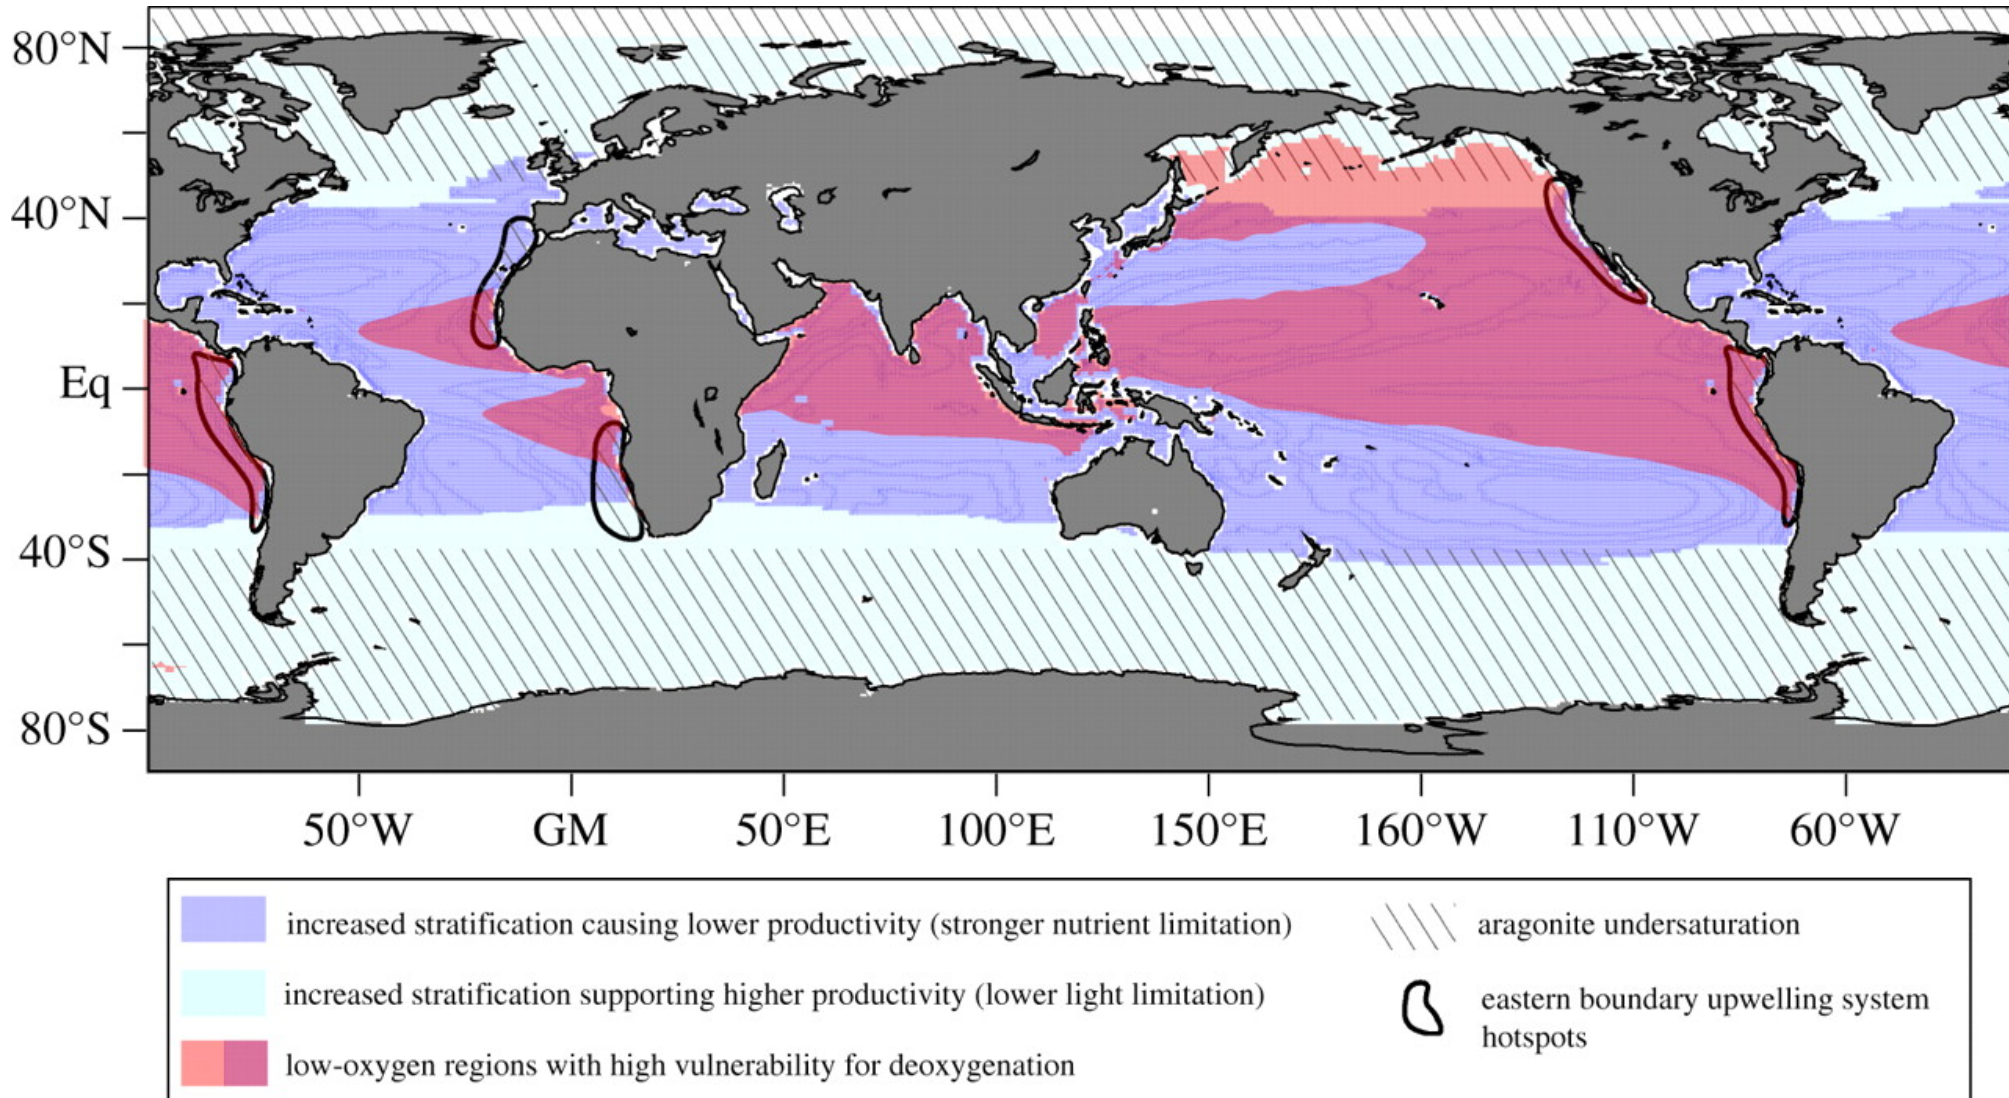 80°N
40°N
Eq
40°S
80°S
50°W GM 50°E 100°E 150°E 160°W 110°W 60°W
increased stratification causing lower productivity (stronger nutrient limitation)
increased stratification supporting higher productivity (lower light limitation)
low-oxygen regions with high vulnerability for deoxygenation
aragonite undersaturation
eastern boundary upwelling system
hotspots